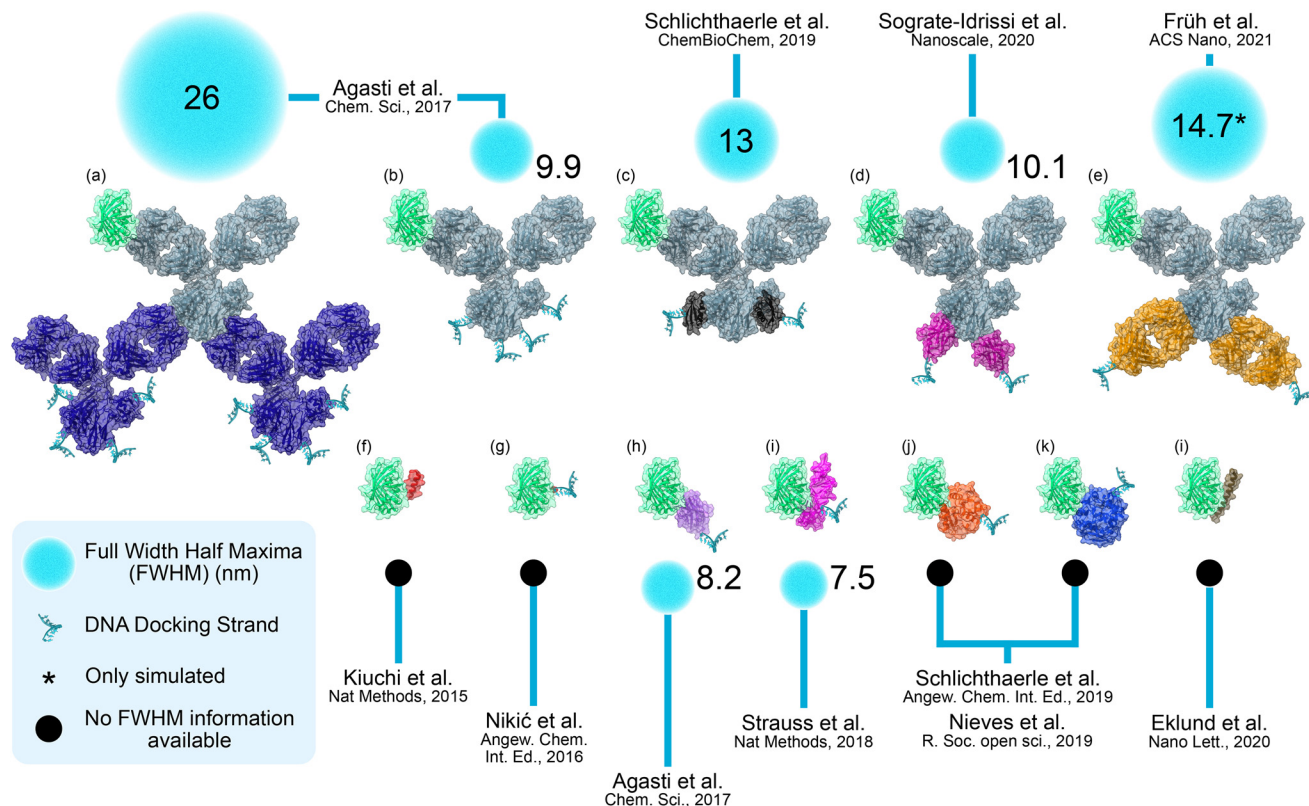 Schlichthaerle et al.
ChemBioChem, 2019
Sograte-Idrissi et al.
Nanoscale, 2020
Früh et al.
ACS Nano, 2021
26
Agasti et al.
Chem. Sci., 2017
9.9
13
10.1
14.7*
(a)
(b)
(c)
(d)
(e)
(f)
(g)
(h)
(i)
(j)
(k)
(i)
8.2
7.5
Full Width Half Maxima
(FWHM) (nm)
DNA Docking Strand
* Only simulated
No FWHM information
available
Kiuchi et al.
Nat Methods, 2015
Nikić et al.
Angew. Chem.
Int. Ed., 2016
Agasti et al.
Chem. Sci., 2017
Strauss et al.
Nat Methods, 2018
Schlichthaerle et al.
Angew. Chem. Int. Ed., 2019
Nieves et al.
R. Soc. open sci., 2019
Eklund et al.
Nano Lett., 2020